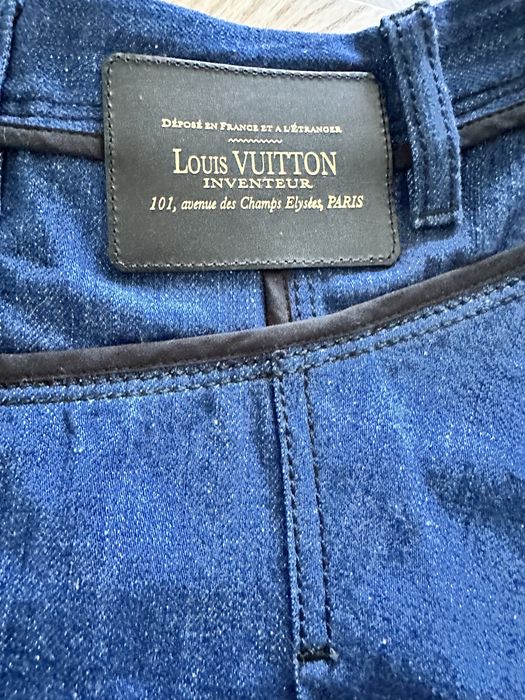 DÉPOSÉ EN FRANCE ET A L'ÉTRANGER
LOUIS VUITTON
INVENTEUR
101, avenue des Champs Elysées, PARIS